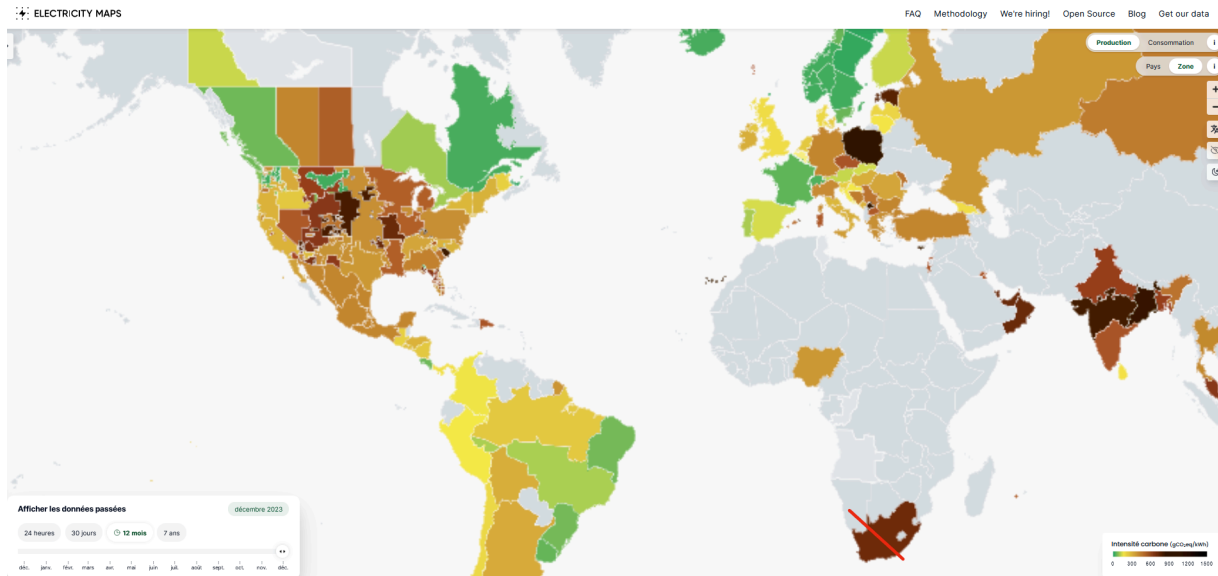 ELECTRICITY MAPS
FAQ Methodology We're hiring! Open Source Blog Get our data
Production Consommation i
Pays Zone i
+
−
Afficher les données passées décembre 2023
24 heures 30 jours 12 mois 7 ans
déc. janv. févr. mars avr. mai juin juil. août sept. oct. nov. déc.
Intensité carbone (gCO₂eq/kWh)
0 300 600 900 1200 1500